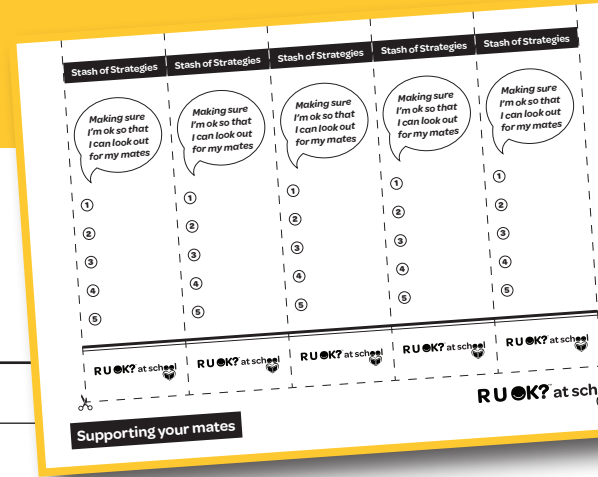 Stash of Strategies
Making sure
I'm ok so that
I can look out
for my mates
1
2
3
4
5
R U OK? at school
Stash of Strategies
Making sure
I'm ok so that
I can look out
for my mates
1
2
3
4
5
R U OK? at school
Stash of Strategies
Making sure
I'm ok so that
I can look out
for my mates
1
2
3
4
5
R U OK? at school
Stash of Strategies
Making sure
I'm ok so that
I can look out
for my mates
1
2
3
4
5
R U OK? at school
Stash of Strategies
Making sure
I'm ok so that
I can look out
for my mates
1
2
3
4
5
R U OK? at school
Supporting your mates
R U OK? at sch